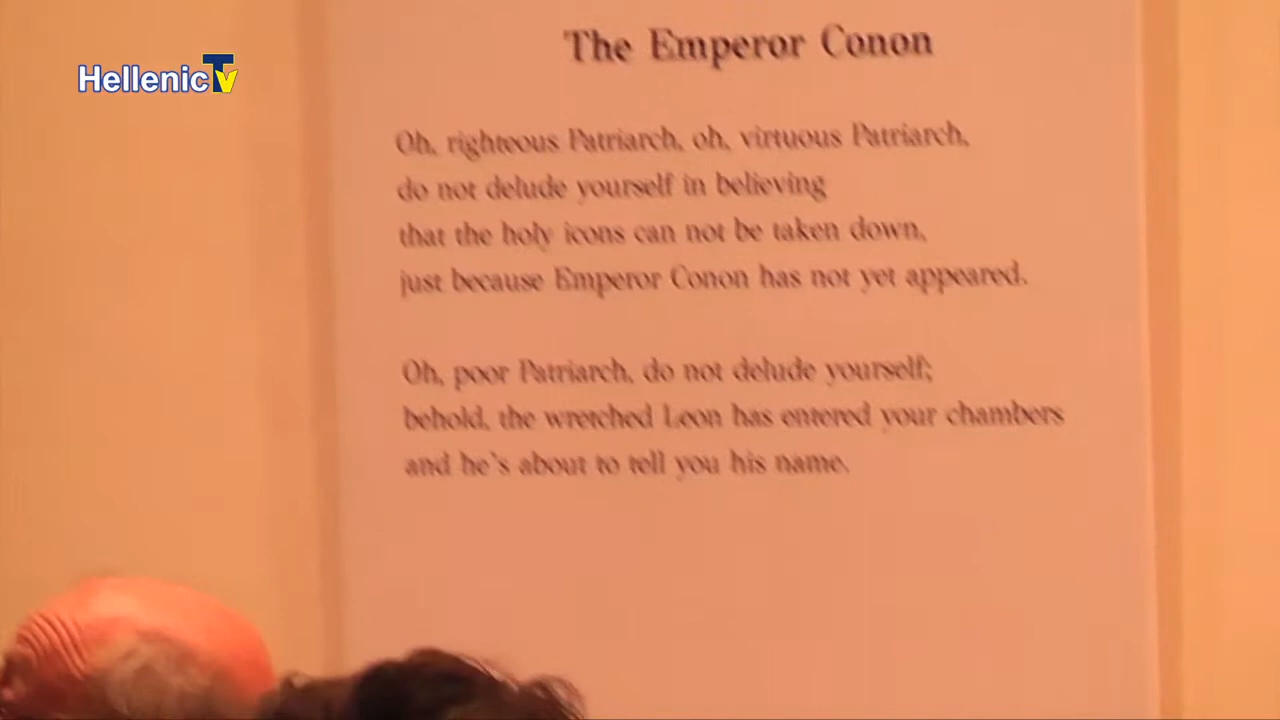 HellenicTv
The Emperor Conon
Oh, righteous Patriarch, oh, virtuous Patriarch,
do not delude yourself in believing
that the holy icons can not be taken down,
just because Emperor Conon has not yet appeared.
Oh, poor Patriarch, do not delude yourself;
behold, the wretched Leon has entered your chambers
and he's about to tell you his name.